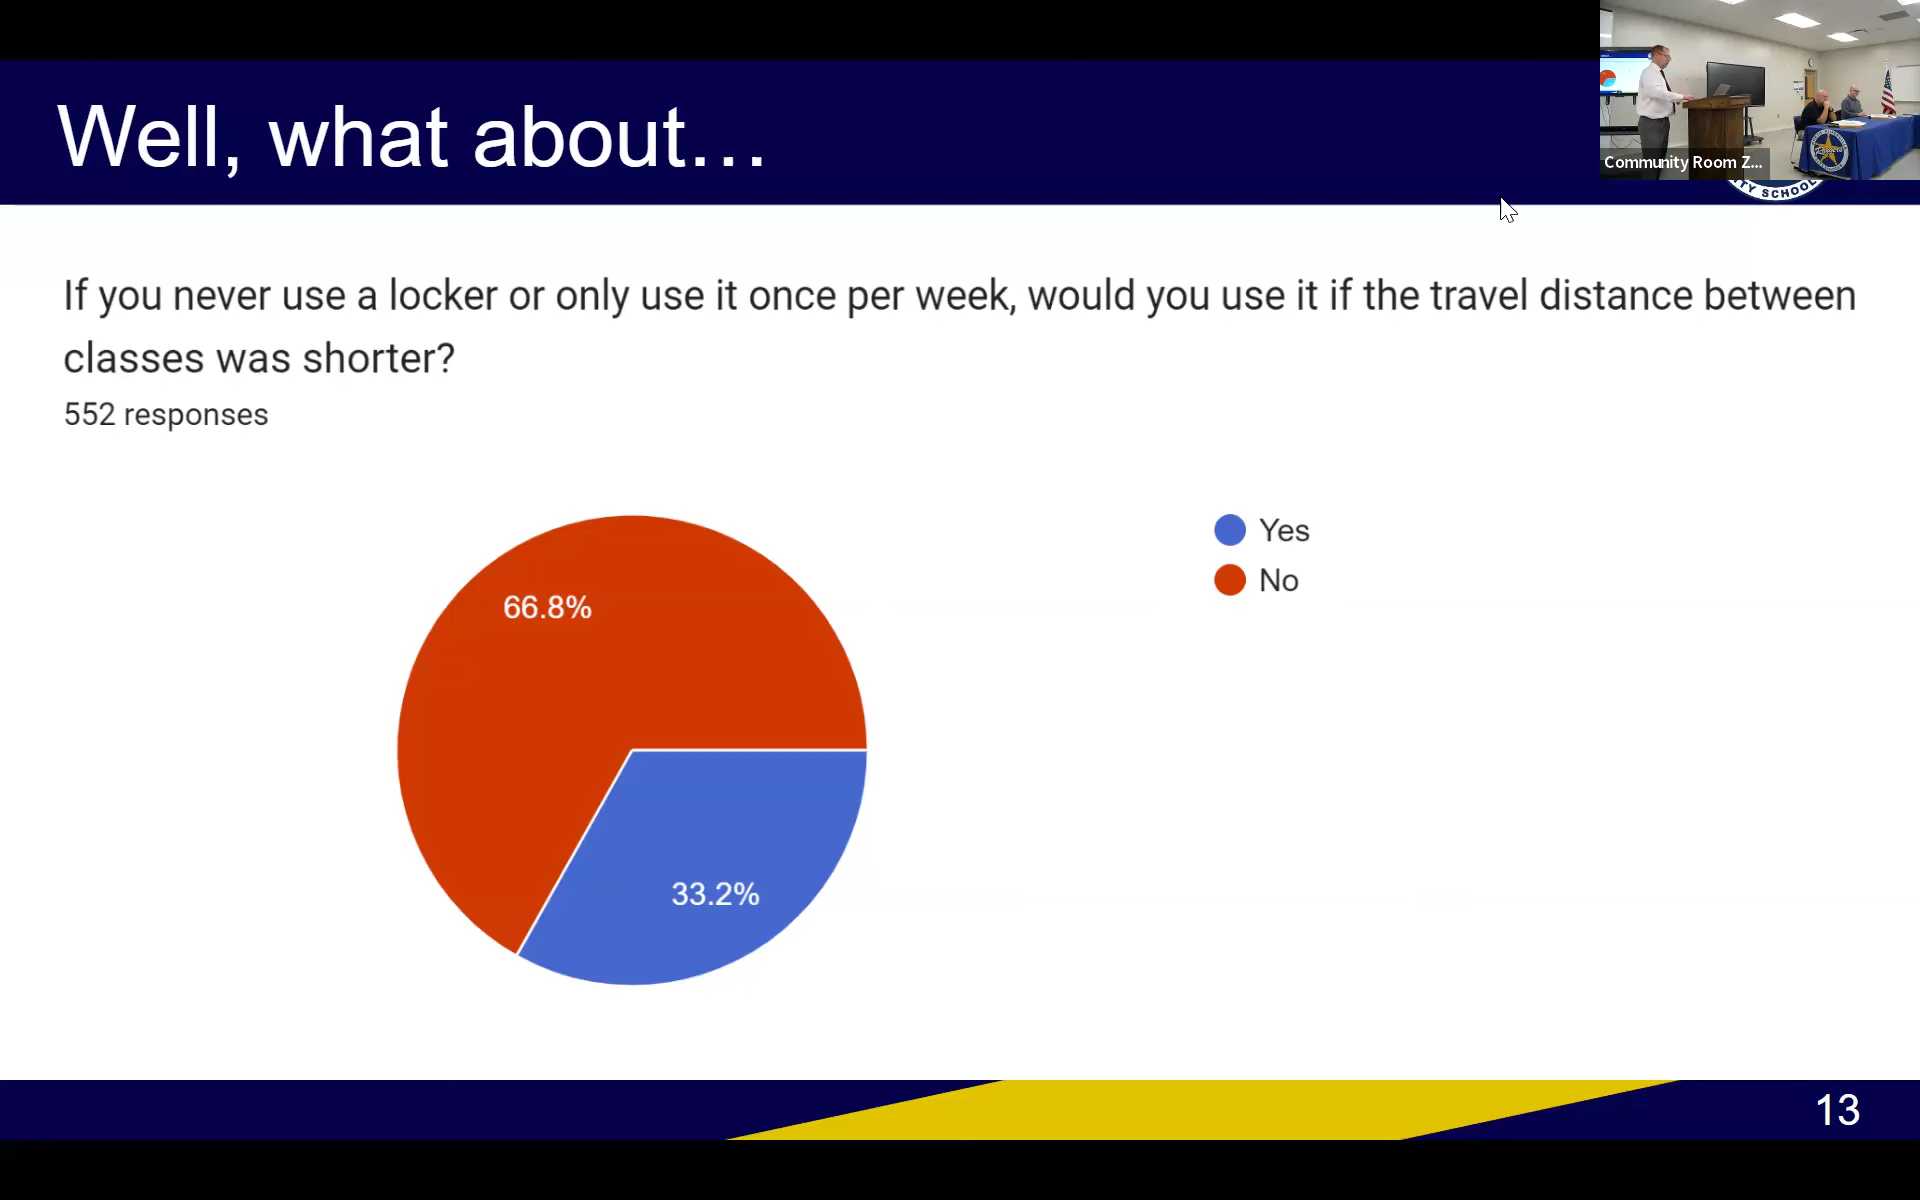 Well, what about...
Community Room Z...
TY SCHOOL
If you never use a locker or only use it once per week, would you use it if the travel distance between
classes was shorter?
552 responses
Yes
No
66.8%
33.2%
13